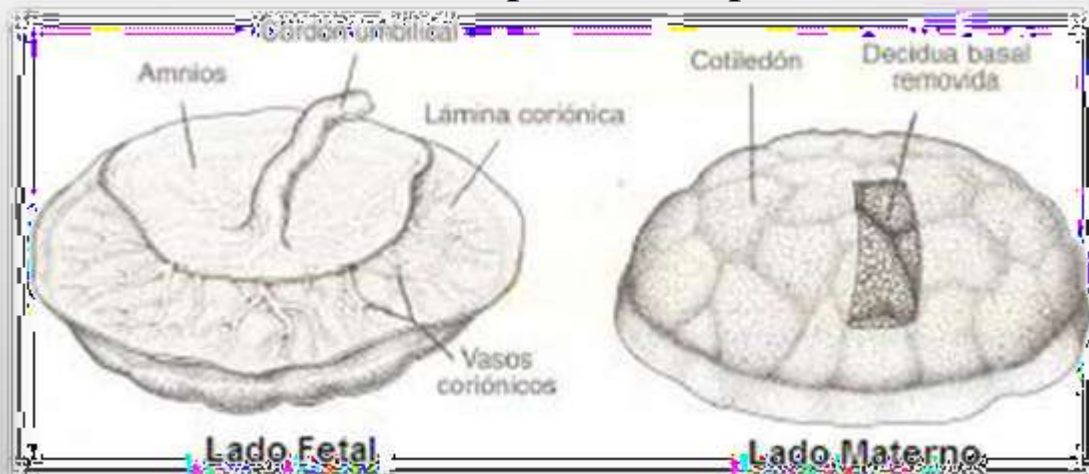 Cordón umbilical
Amnios
Lámina coriónica
Vasos
coriónicos
Lado Fetal
Cotiledón
Decidua basal
removida
Lado Materno